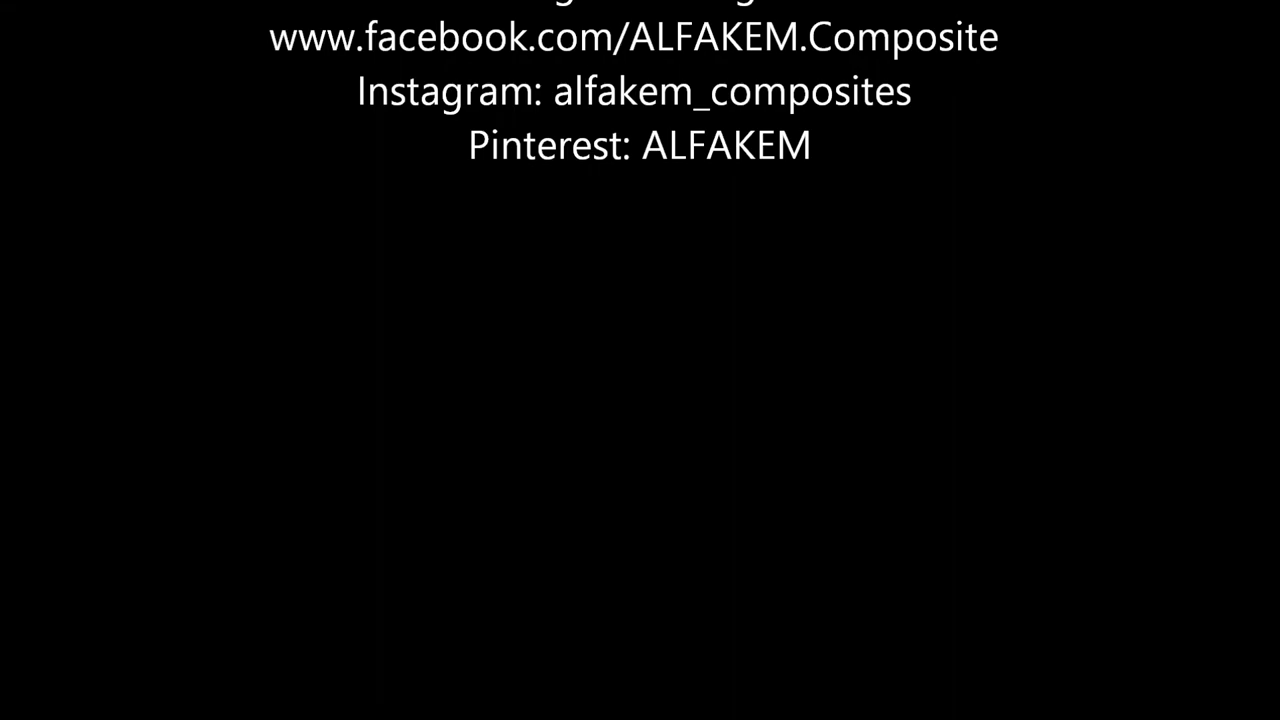 www.facebook.com/ALFAKEM.Composite
Instagram: alfakem_composites
Pinterest: ALFAKEM